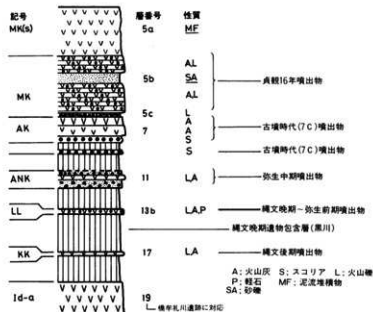 記号 層番号 性質
MK(s) 5a MF
A,L
5b SA 貞観16年噴出物
MK A,L
5c L
A
AK 7 A 古墳時代(7C)噴出物
S
S 古墳時代(7C)噴出物
ANK 11 L,A 弥生中期噴出物
LL 13b L,A,P 縄文晩期~弥生前期噴出物
縄文晩期遺物包含層(黒川)
KK 17 L,A 縄文後期噴出物
A;火山灰 S;スコリア L;火山礫
P;軽石 MF;泥流堆積物
SA;砂礫
Id-a 19
橋牟礼川遺跡に対応